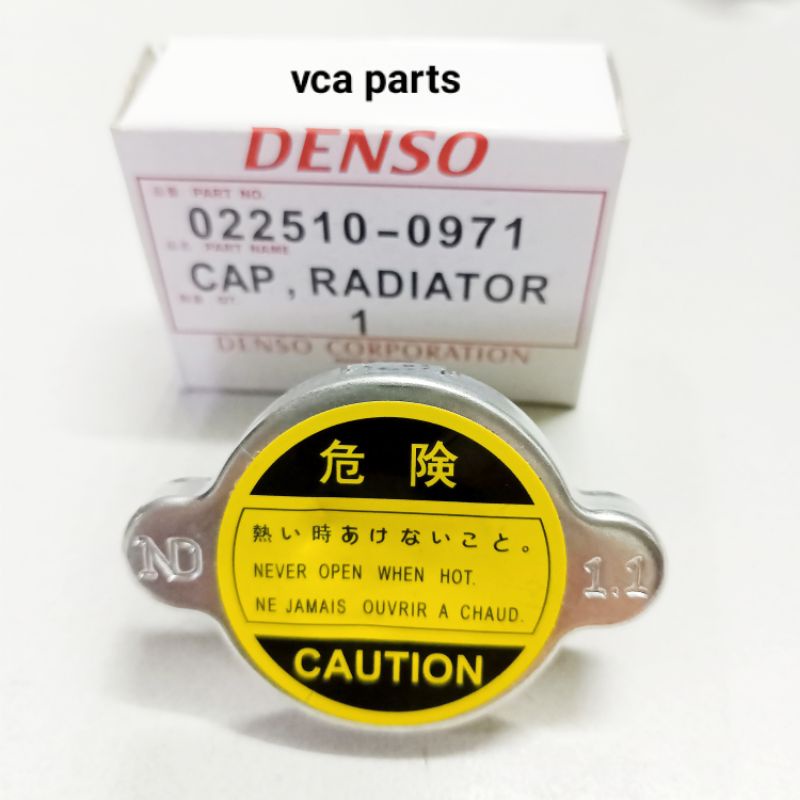 vca parts
DENSO
PART NO.
022510-0971
PART NAME
CAP, RADIATOR
1
DENSO CORPORATION
危 険
熱い時あけないこと。
NEVER OPEN WHEN HOT.
NE JAMAIS OUVRIR A CHAUD.
CAUTION
ND
1.1